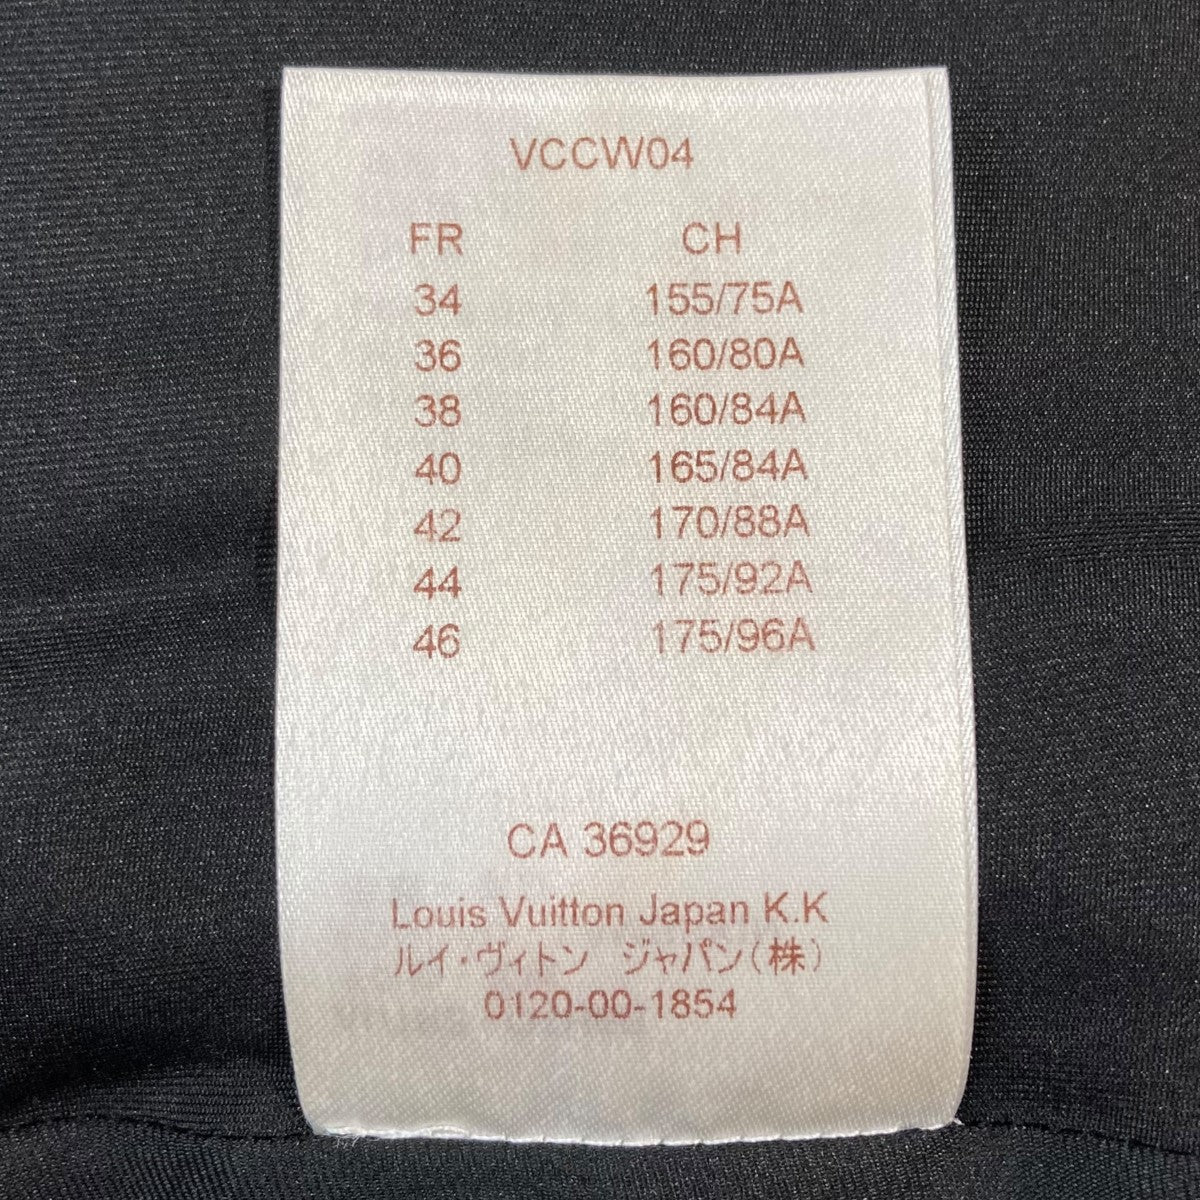 VCCW04
FR CH
34 155/75A
36 160/80A
38 160/84A
40 165/84A
42 170/88A
44 175/92A
46 175/96A
CA 36929
Louis Vuitton Japan K.K
ルイ・ヴィトン ジャパン(株)
0120-00-1854